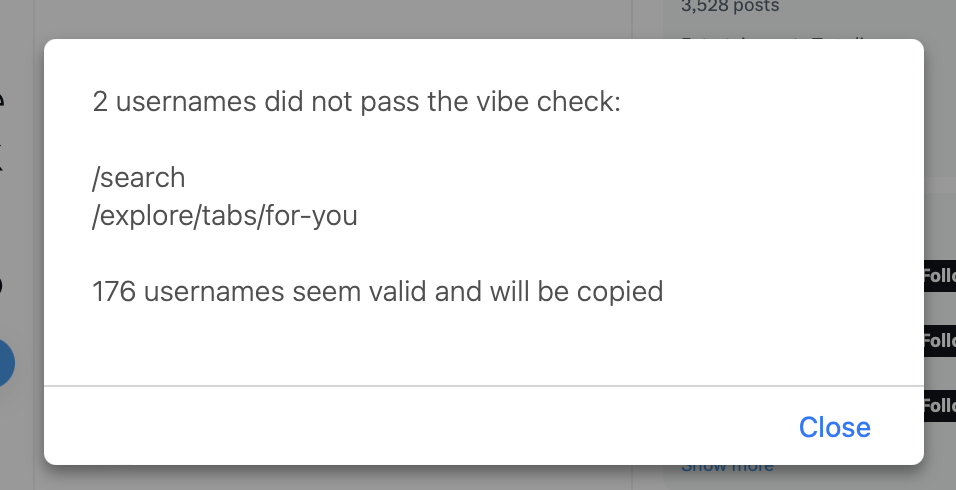 3,528 posts
2 usernames did not pass the vibe check:
/search
/explore/tabs/for-you
176 usernames seem valid and will be copied
Follo
Follo
Follo
Close
Show more